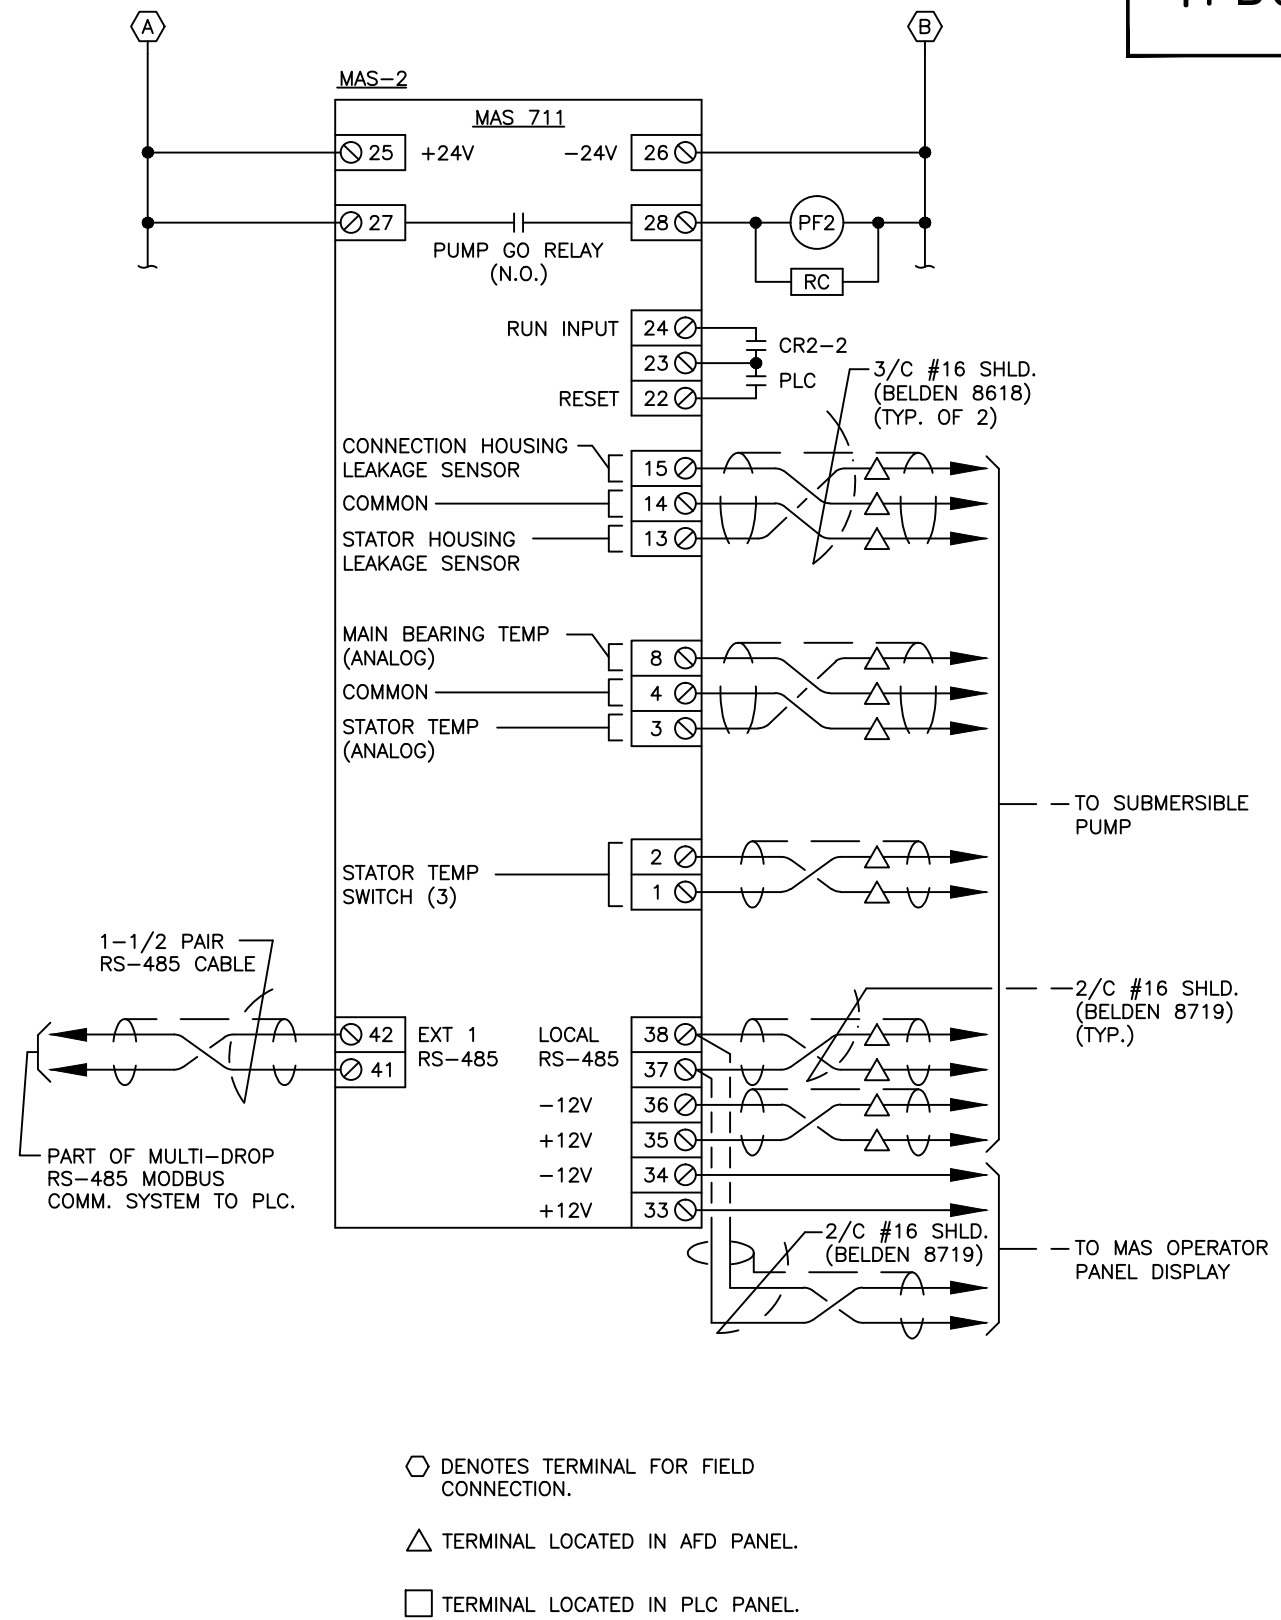 A
B
MAS-2
MAS 711
25 +24V -24V 26
27 28 PF2
PUMP GO RELAY
(N.O.)
RC
RUN INPUT 24
CR2-2
23
PLC
RESET 22
3/C #16 SHLD.
(BELDEN 8618)
(TYP. OF 2)
CONNECTION HOUSING
LEAKAGE SENSOR 15
COMMON 14
STATOR HOUSING 13
LEAKAGE SENSOR
MAIN BEARING TEMP
(ANALOG) 8
COMMON 4
STATOR TEMP 3
(ANALOG)
TO SUBMERSIBLE
PUMP
2
STATOR TEMP
SWITCH (3) 1
1-1/2 PAIR
RS-485 CABLE
2/C #16 SHLD.
(BELDEN 8719)
(TYP.)
42 EXT 1 LOCAL 38
41 RS-485 RS-485 37
-12V 36
+12V 35
-12V 34
+12V 33
PART OF MULTI-DROP
RS-485 MODBUS
COMM. SYSTEM TO PLC.
2/C #16 SHLD.
(BELDEN 8719)
TO MAS OPERATOR
PANEL DISPLAY
DENOTES TERMINAL FOR FIELD
CONNECTION.
TERMINAL LOCATED IN AFD PANEL.
TERMINAL LOCATED IN PLC PANEL.